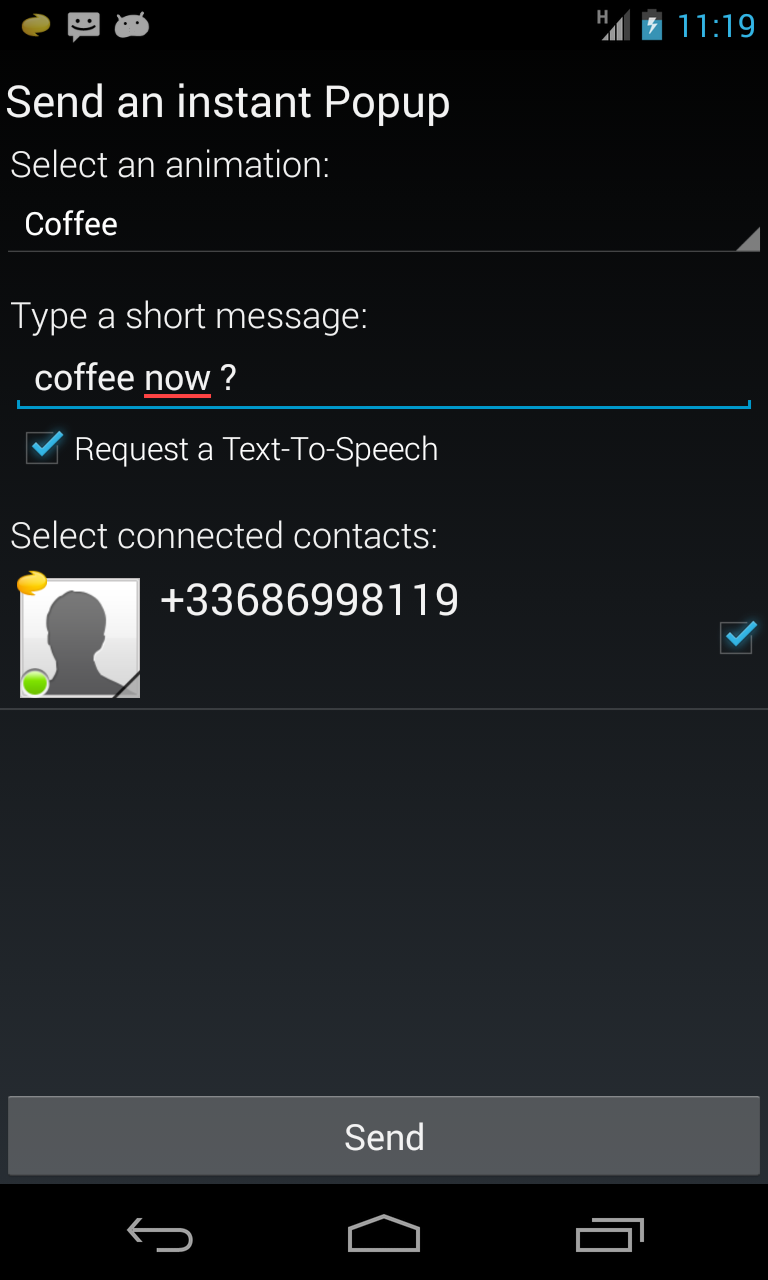 H 11:19
Send an instant Popup
Select an animation:
Coffee
Type a short message:
coffee now ?
Request a Text-To-Speech
Select connected contacts:
+33686998119
Send